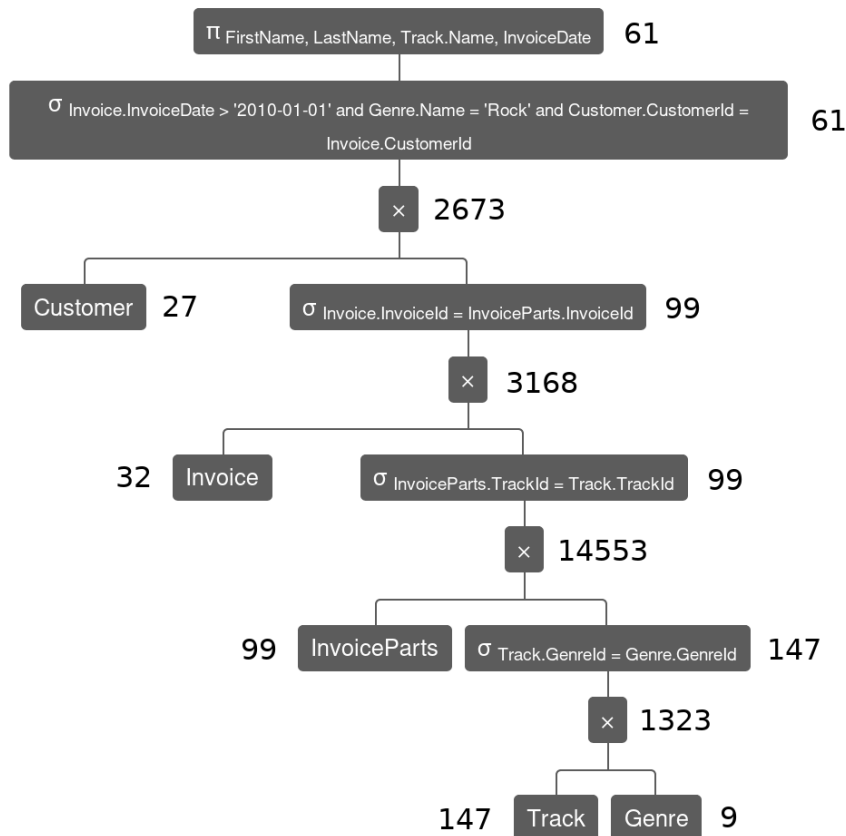 π FirstName, LastName, Track.Name, InvoiceDate 61
σ Invoice.InvoiceDate > '2010-01-01' and Genre.Name = 'Rock' and Customer.CustomerId =
Invoice.CustomerId 61
× 2673
Customer 27 σ Invoice.InvoiceId = InvoiceParts.InvoiceId 99
× 3168
32 Invoice σ InvoiceParts.TrackId = Track.TrackId 99
× 14553
99 InvoiceParts σ Track.GenreId = Genre.GenreId 147
× 1323
147 Track Genre 9